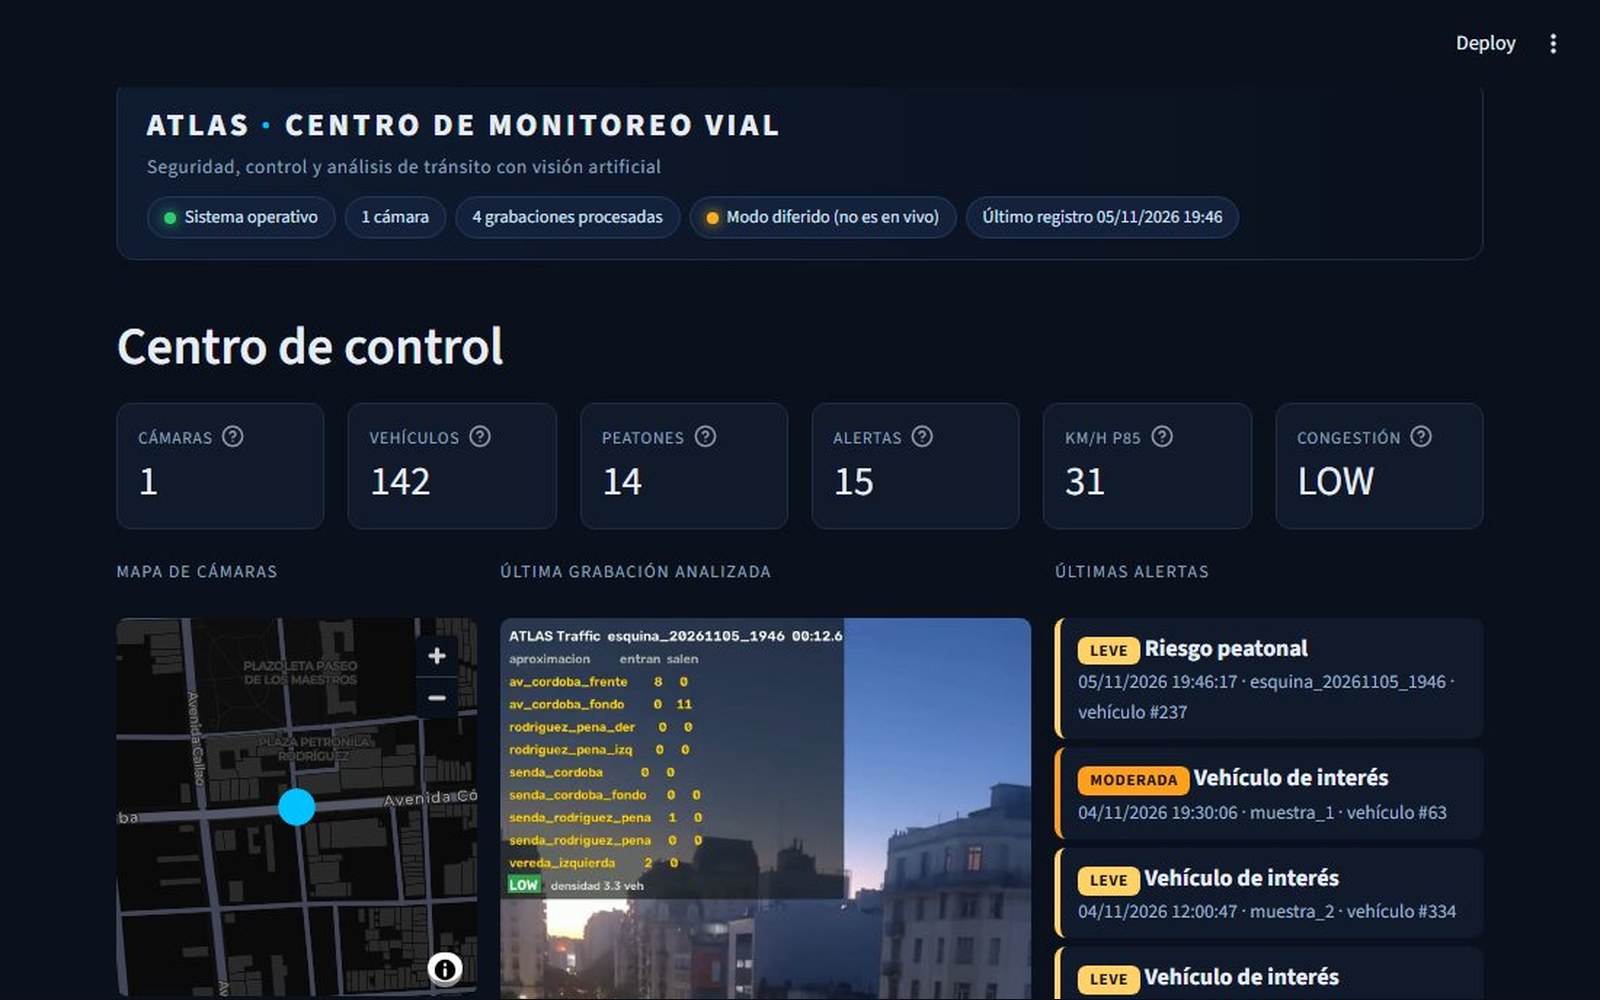 Deploy
ATLAS · CENTRO DE MONITOREO VIAL
Seguridad, control y análisis de tránsito con visión artificial
Sistema operativo
1 cámara
4 grabaciones procesadas
Modo diferido (no es en vivo)
Último registro 05/11/2026 19:46
Centro de control
CÁMARAS
1
VEHÍCULOS
142
PEATONES
14
ALERTAS
15
KM/H P85
31
CONGESTIÓN
LOW
MAPA DE CÁMARAS
PLAZOLETA PASEO
DE LOS MAESTROS
Avenida Callao
PLAZA PETRONILA
RODRÍGUEZ
Avenida Có
ba
Av
ÚLTIMA GRABACIÓN ANALIZADA
ATLAS Traffic esquina_20261105_1946 00:12.6
aproximacion entran salen
av_cordoba_frente 8 0
av_cordoba_fondo 0 11
rodriguez_pena_der 0 0
rodriguez_pena_izq 0 0
senda_cordoba 0 0
senda_cordoba_fondo 0 0
senda_rodriguez_pena 1 0
senda_rodriguez_pena 0 0
vereda_izquierda 2 0
LOW densidad 3.3 veh
ÚLTIMAS ALERTAS
LEVE Riesgo peatonal
05/11/2026 19:46:17 · esquina_20261105_1946 ·
vehículo #237
MODERADA Vehículo de interés
04/11/2026 19:30:06 · muestra_1 · vehículo #63
LEVE Vehículo de interés
04/11/2026 12:00:47 · muestra_2 · vehículo #334
LEVE Vehículo de interés